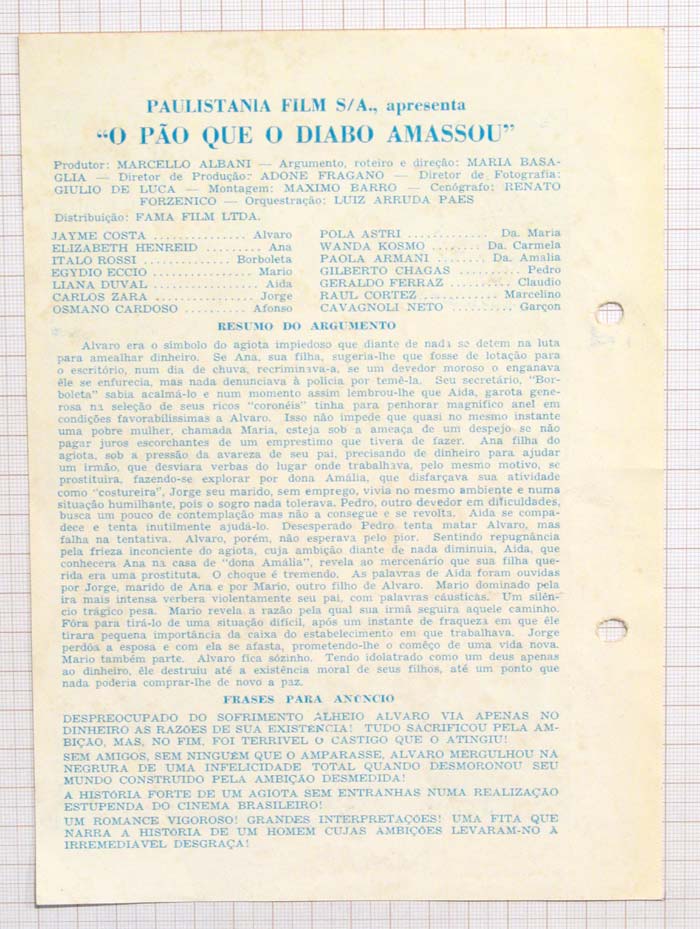 PAULISTANIA FILM S/A., apresenta
“O PÃO QUE O DIABO AMASSOU”
Produtor: MARCELLO ALBANI — Argumento, roteiro e direção: MARIA BASA-
GLIA — Diretor de Produção: ADONE FRAGANO — Diretor de Fotografia:
GIULIO DE LUCA — Montagem: MAXIMO BARRO — Cenógrafo: RENATO
FORZENICO — Orquestração: LUIZ ARRUDA PAES
Distribuição: FAMA FILM LTDA.
JAYME COSTA .............. Alvaro
ELIZABETH HENREID ......... Ana
ITALO ROSSI ............. Borboleta
EGYDIO ECCIO ............... Mario
LIANA DUVAL ................ Aida
CARLOS ZARA .............. Jorge
OSMANO CARDOSO ......... Afonso
POLA ASTRI ............ Da. Maria
WANDA KOSMO ....... Da. Carmela
PAOLA ARMANI ....... Da. Amalia
GILBERTO CHAGAS ......... Pedro
GERALDO FERRAZ ......... Claudio
RAUL CORTEZ ........... Marcelino
CAVAGNOLI NETO ......... Garçon
RESUMO DO ARGUMENTO
Alvaro era o simbolo do agiota impiedoso que diante de nada se detem na luta
para amealhar dinheiro. Se Ana, sua filha, sugeria-lhe que fosse de lotação para
o escritório, num dia de chuva, recriminava-a, se um devedor moroso o enganava
êle se enfurecia, mas nada denunciava à policia por temê-la. Seu secretário, "Bor-
boleta" sabia acalmá-lo e num momento assim lembrou-lhe que Aida, garota gene-
rosa na seleção de seus ricos "coronéis" tinha para penhorar magnífico anel em
condições favorabilissimas a Alvaro. Isso não impede que quasi no mesmo instante
uma pobre mulher, chamada Maria, esteja sob a ameaça de um despejo se não
pagar juros escorchantes de um emprestimo que tivera de fazer. Ana filha do
agiota, sob a pressão da avareza de seu pai, precisando de dinheiro para ajudar
um irmão, que desviara verbas do lugar onde trabalhava, pelo mesmo motivo, se
prostituira, fazendo-se explorar por dona Amália, que disfarçava sua atividade
como "costureira", Jorge seu marido, sem emprego, vivia no mesmo ambiente e numa
situação humilhante, pois o sogro nada tolerava. Pedro, outro devedor em dificuldades,
busca um pouco de contemplação mas não a consegue e se revolta. Aida se compa-
dece e tenta inutilmente ajudá-lo. Desesperado Pedro tenta matar Alvaro, mas
falha na tentativa. Alvaro, porém, não esperava pelo pior. Sentindo repugnância
pela frieza inconciente do agiota, cuja ambição diante de nada diminuia, Aida, que
conhecera Ana na casa de "dona Amália", revela ao mercenário que sua filha que-
rida era uma prostituta. O choque é tremendo. As palavras de Aida foram ouvidas
por Jorge, marido de Ana e por Mario, outro filho de Alvaro. Mario dominado pela
ira mais intensa verbera violentamente seu pai, com palavras cáusticas. Um silên-
cio trágico pesa. Mario revela a razão pela qual sua irmã seguira aquele caminho.
Fôra para tirá-lo de uma situação difícil, após um instante de fraqueza em que êle
tirara pequena importância da caixa do estabelecimento em que trabalhava. Jorge
perdôa a esposa e com ela se afasta, prometendo-lhe o comêço de uma vida nova.
Mario também parte. Alvaro fica sózinho. Tendo idolatrado como um deus apenas
ao dinheiro, êle destruiu até a existência moral de seus filhos, até um ponto que
nada poderia comprar-lhe de novo a paz.
FRASES PARA ANÚNCIO
DESPREOCUPADO DO SOFRIMENTO ALHEIO ALVARO VIA APENAS NO
DINHEIRO AS RAZÕES DE SUA EXISTÊNCIA! TUDO SACRIFICOU PELA AM-
BIÇÃO, MAS, NO FIM, FOI TERRIVEL O CASTIGO QUE O ATINGIU!
SEM AMIGOS, SEM NINGUÉM QUE O AMPARASSE, ALVARO MERGULHOU NA
NEGRURA DE UMA INFELICIDADE TOTAL QUANDO DESMORONOU SEU
MUNDO CONSTRUIDO PELA AMBIÇÃO DESMEDIDA!
A HISTÓRIA FORTE DE UM AGIOTA SEM ENTRANHAS NUMA REALIZAÇÃO
ESTUPENDA DO CINEMA BRASILEIRO!
UM ROMANCE VIGOROSO! GRANDES INTERPRETAÇÕES! UMA FITA QUE
NARRA A HISTÓRIA DE UM HOMEM CUJAS AMBIÇÕES LEVARAM-NO À
IRREMEDIAVEL DESGRAÇA!